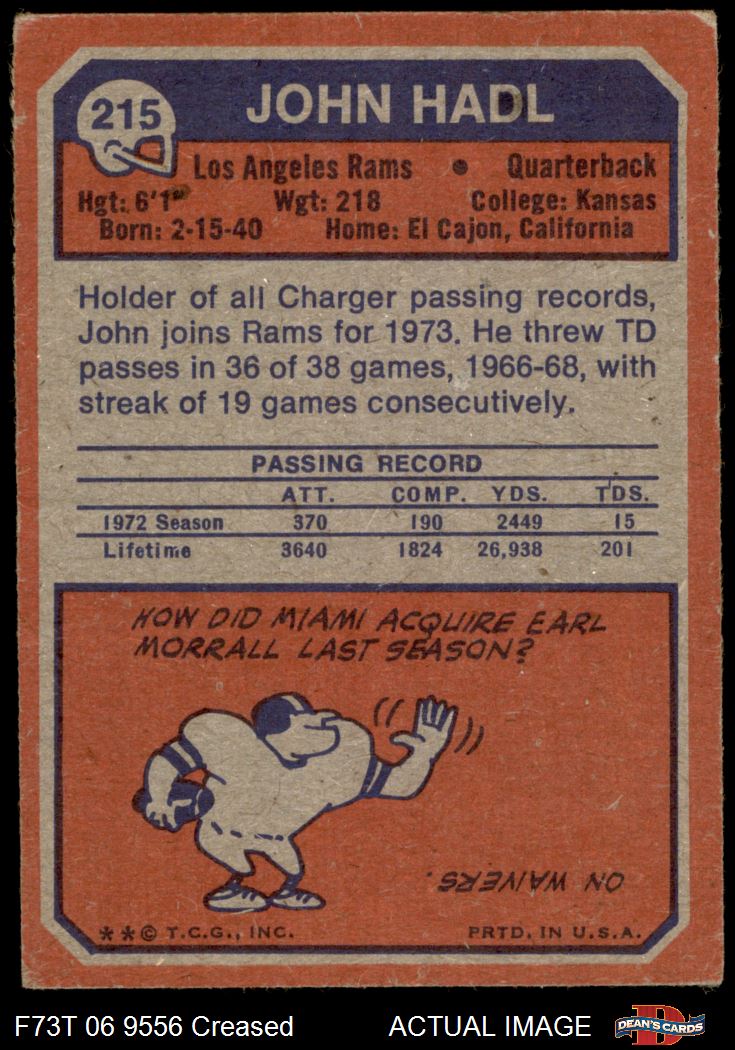 215
JOHN HADL
Los Angeles Rams • Quarterback
Hgt: 6'1" Wgt: 218 College: Kansas
Born: 2-15-40 Home: El Cajon, California
Holder of all Charger passing records,
John joins Rams for 1973. He threw TD
passes in 36 of 38 games, 1966-68, with
streak of 19 games consecutively.
PASSING RECORD
ATT. COMP. YDS. TDS.
1972 Season 370 190 2449 15
Lifetime 3640 1824 26,938 201
HOW DID MIAMI ACQUIRE EARL
MORRALL LAST SEASON?
ON WAIVERS.
**© T.C.G., INC. PRTD. IN U.S.A.
F73T 06 9556 Creased ACTUAL IMAGE
D
DEAN'S CARDS